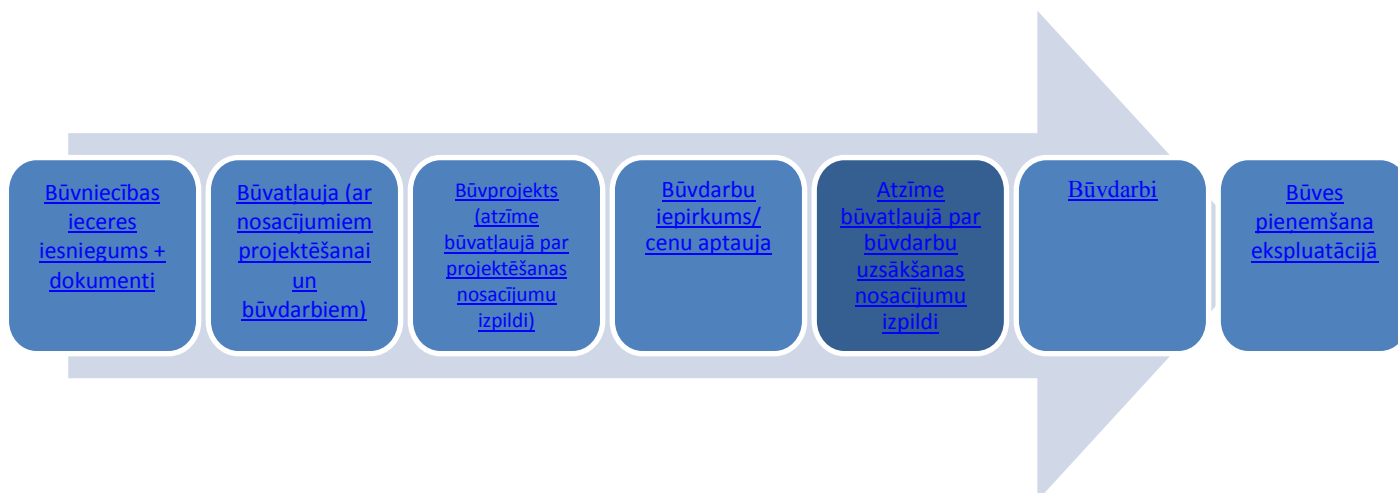 Būvniecības
ieceres
iesniegums +
dokumenti
Būvatļauja (ar
nosacījumiem
projektēšanai
un
būvdarbiem)
Būvprojekts
(atzīme
būvatļaujā par
projektēšanas
nosacījumu
izpildi)
Būvdarbu
iepirkums/
cenu aptauja
Atzīme
būvatļaujā par
būvdarbu
uzsākšanas
nosacījumu
izpildi
Būvdarbi
Būves
pieņemšana
ekspluatācijā